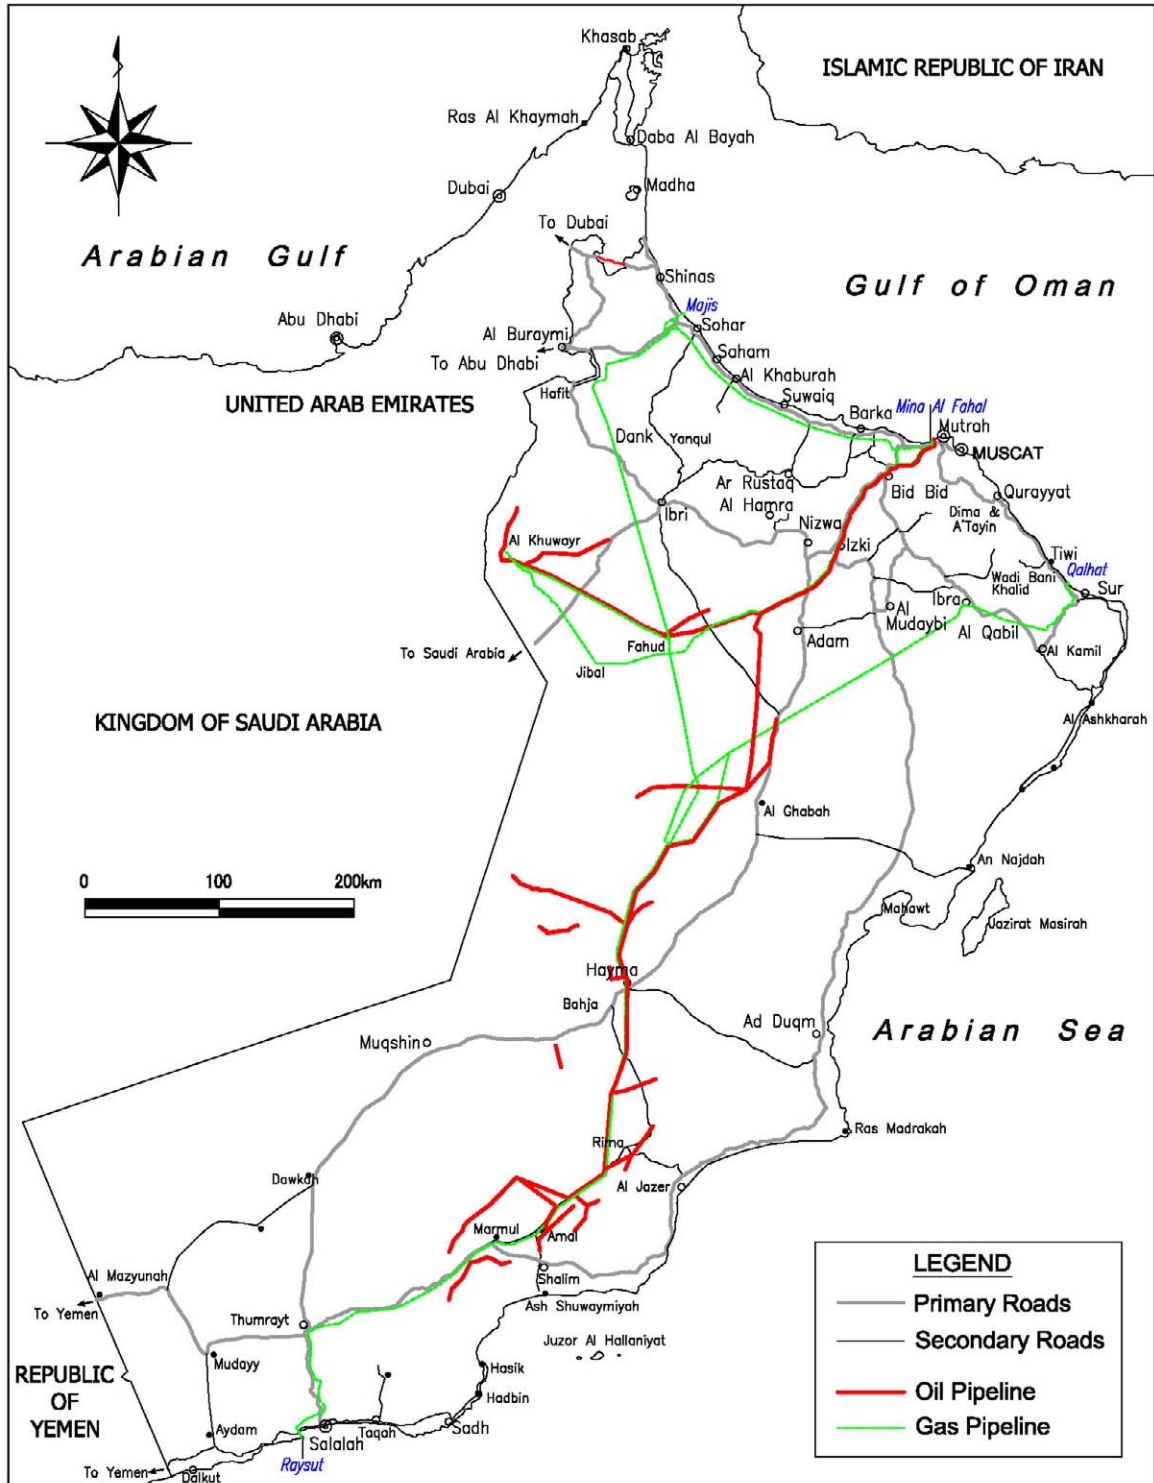 Khasab
ISLAMIC REPUBLIC OF IRAN
Ras Al Khaymah
Daba Al Bayah
Dubai
Madha
To Dubai
Arabian Gulf
Shinas
Gulf of Oman
Majis
Abu Dhabi
Al Buraymi
Sohar
To Abu Dhabi
Saham
Al Khaburah
Hafit
UNITED ARAB EMIRATES
Suwaiq
Mina Al Fahal
Barka
Mutrah
Dank
Yanqul
MUSCAT
Ar Rustaq
Bid Bid
Al Hamra
Qurayyat
Ibri
Dima &
A'Tayin
Al Khuwayr
Nizwa
Izki
Tiwi
Qalhat
Wadi Bani
Khalid
Sur
Ibra
Al
Mudaybi
Al Qabil
Adam
Fahud
To Saudi Arabia
Al Kamil
Jibal
KINGDOM OF SAUDI ARABIA
Al Ashkharah
Al Ghabah
An Najdah
0 100 200km
Mahawt
Jazirat Masirah
Hayma
Bahja
Ad Duqm
Arabian Sea
Muqshin
Ras Madrakah
Rima
Dawkah
Al Jazer
Marmul
Amal
Shalim
Al Mazyunah
Ash Shuwaymiyah
To Yemen
Thumrayt
Juzor Al Hallaniyat
Mudayy
Hasik
REPUBLIC
OF
YEMEN
Hadbin
Aydam
Taqah
Sadh
Salalah
To Yemen
Raysut
Dalkut
LEGEND
Primary Roads
Secondary Roads
Oil Pipeline
Gas Pipeline